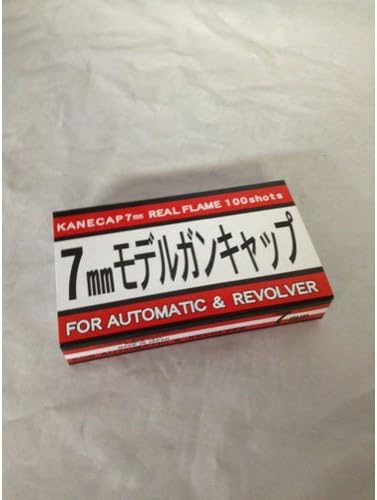 KANECAP7mm REAL FLAME 100shots
7mmモデルガンキャップ
FOR AUTOMATIC & REVOLVER
7mm